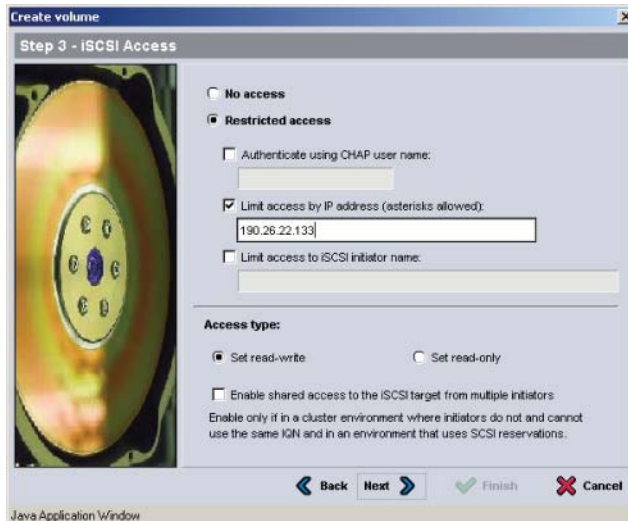 Create volume
Step 3 - iSCSI Access
No access
Restricted access
Authenticate using CHAP user name:
Limit access by IP address (asterisks allowed):
190.26.22.133
Limit access to iSCSI initiator name:
Access type:
Set read-write
Set read-only
Enable shared access to the iSCSI target from multiple initiators
Enable only if in a cluster environment where initiators do not and cannot
use the same IQN and in an environment that uses SCSI reservations.
Back Next Finish Cancel
Java Application Window